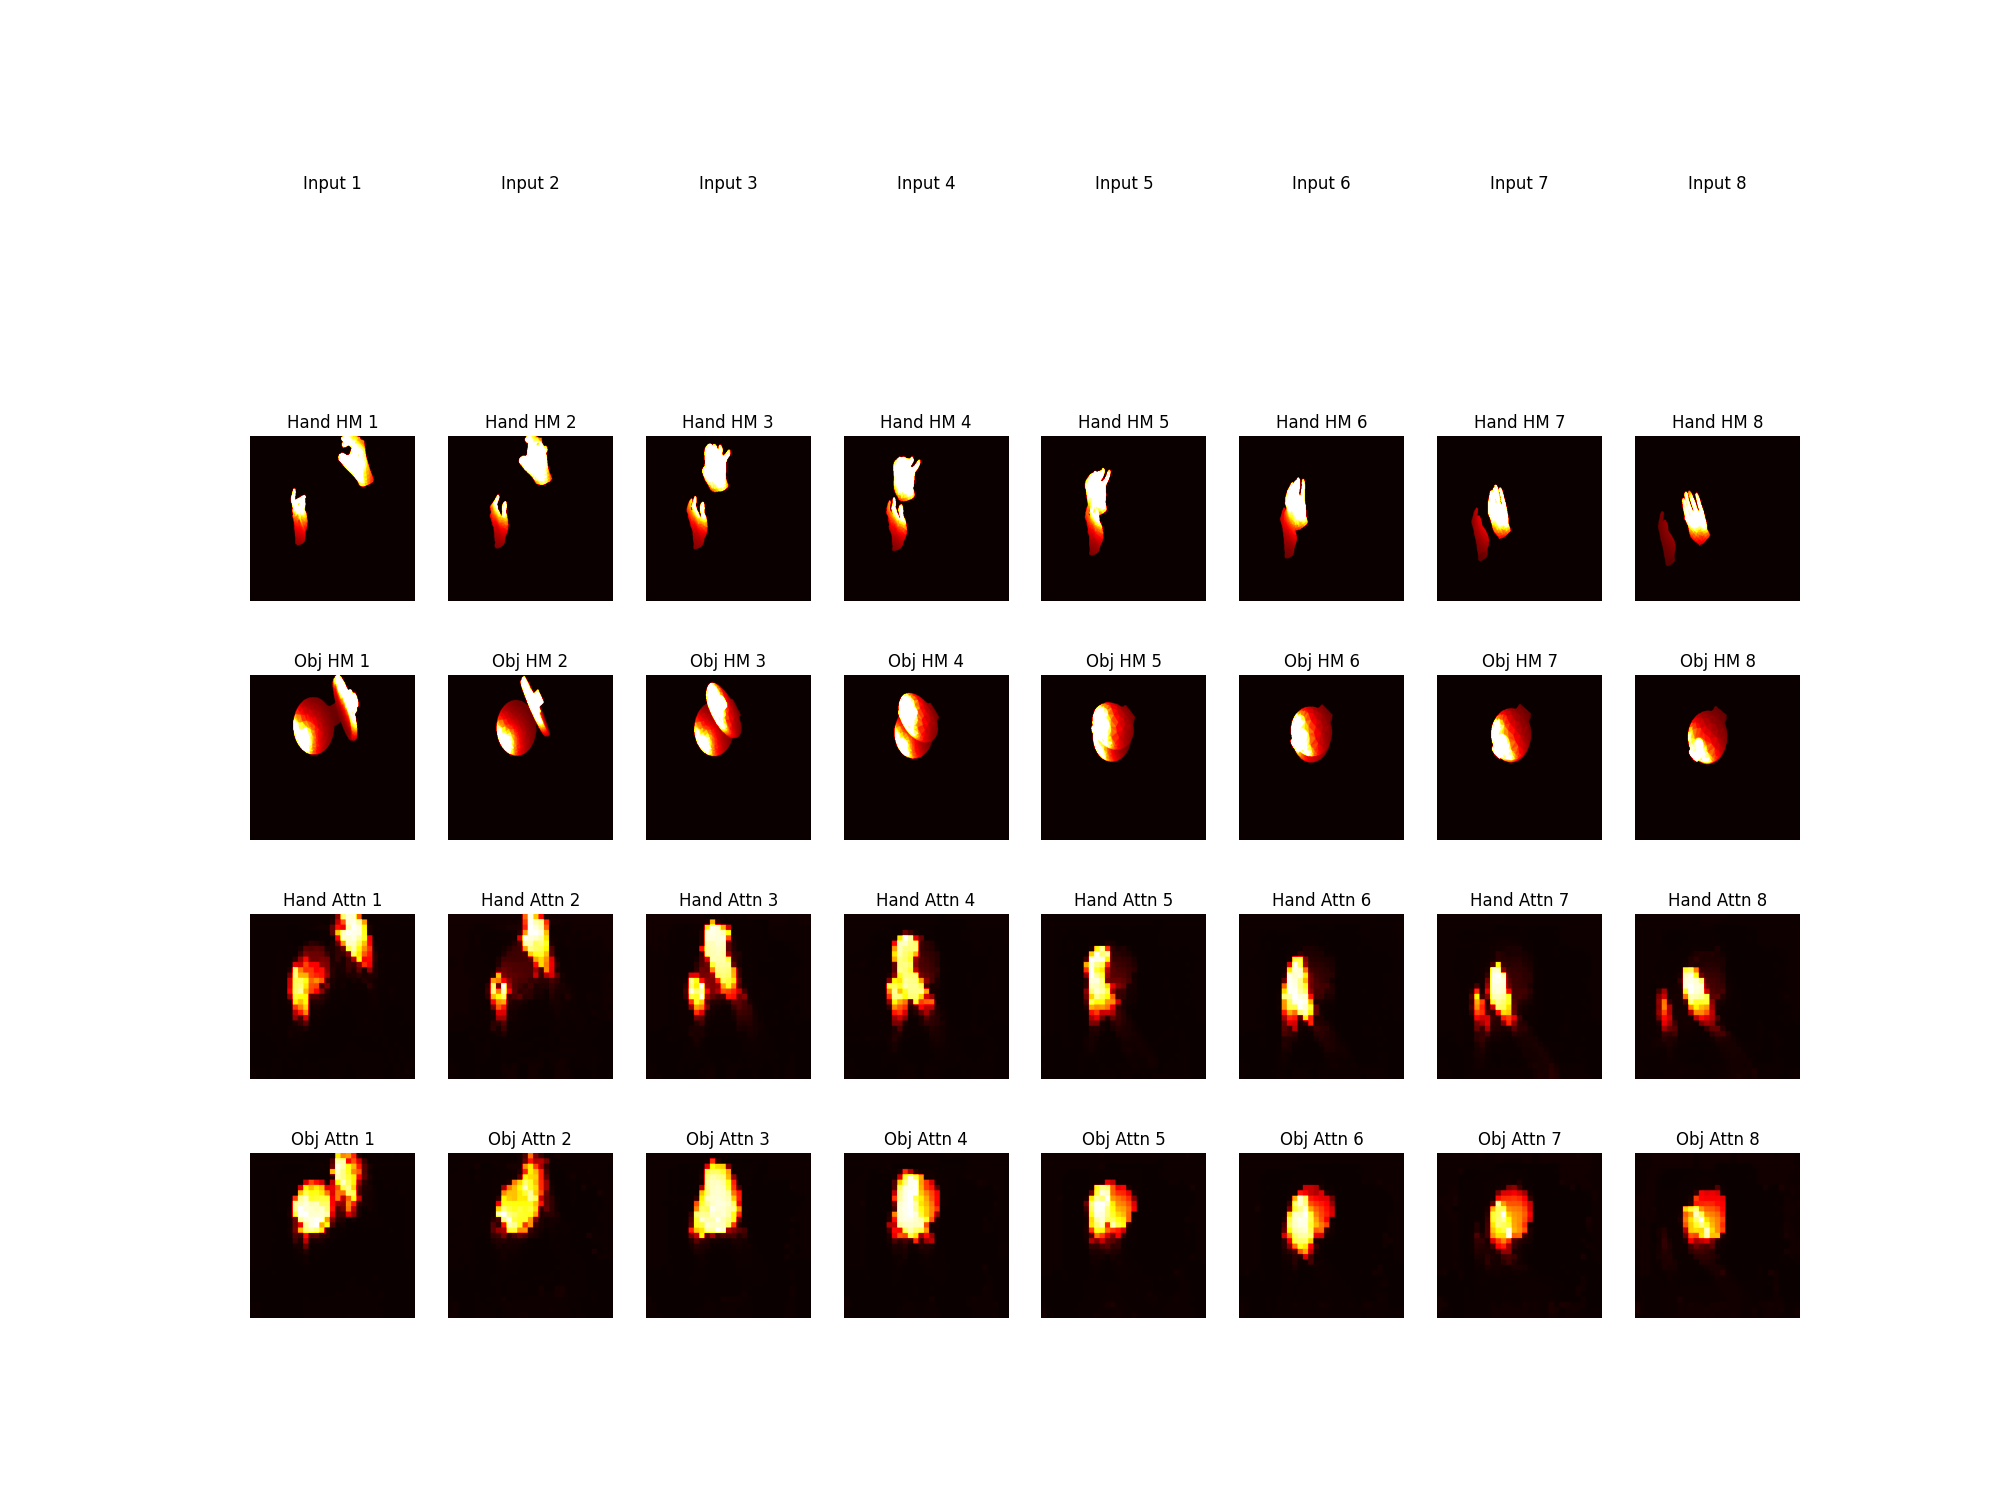 Input 1 Input 2 Input 3 Input 4 Input 5 Input 6 Input 7 Input 8
Hand HM 1 Hand HM 2 Hand HM 3 Hand HM 4 Hand HM 5 Hand HM 6 Hand HM 7 Hand HM 8
Obj HM 1 Obj HM 2 Obj HM 3 Obj HM 4 Obj HM 5 Obj HM 6 Obj HM 7 Obj HM 8
Hand Attn 1 Hand Attn 2 Hand Attn 3 Hand Attn 4 Hand Attn 5 Hand Attn 6 Hand Attn 7 Hand Attn 8
Obj Attn 1 Obj Attn 2 Obj Attn 3 Obj Attn 4 Obj Attn 5 Obj Attn 6 Obj Attn 7 Obj Attn 8